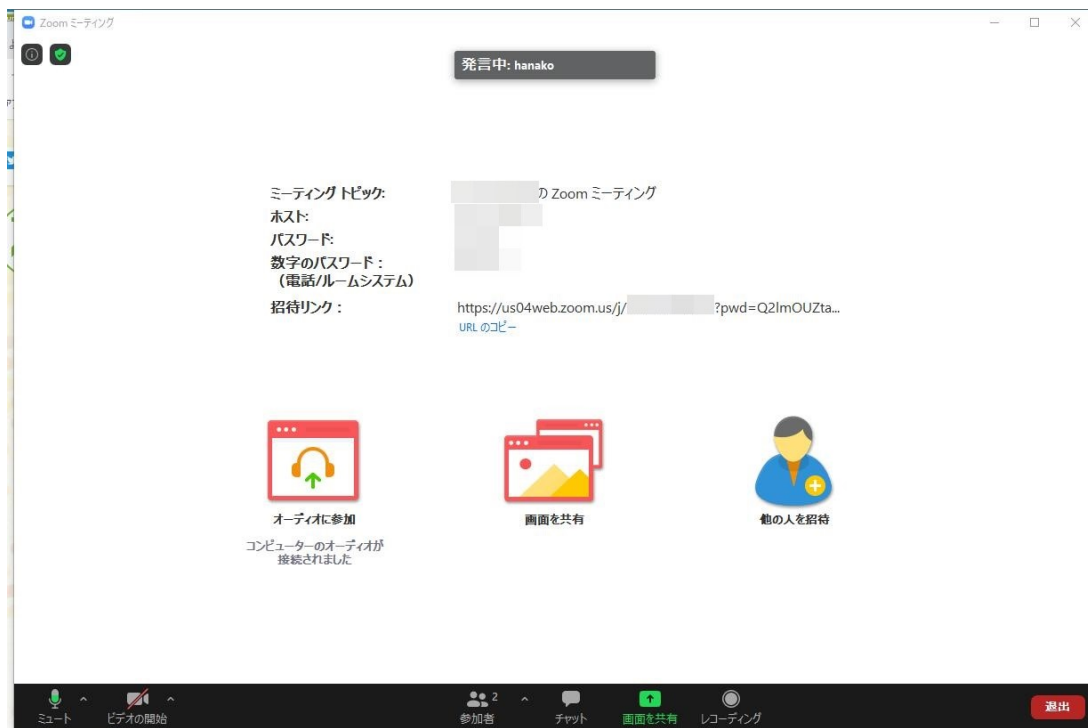 Zoom ミーティング
発言中: hanako
ミーティング トピック:
の Zoom ミーティング
ホスト:
パスワード:
数字のパスワード：
（電話/ルームシステム）
招待リンク：
https://us04web.zoom.us/j/ ?pwd=Q2lmOUZta...
URL のコピー
オーディオに参加
画面を共有
他の人を招待
コンピューターのオーディオが
接続されました
ミュート
ビデオの開始
2
参加者
チャット
画面を共有
レコーディング
退出